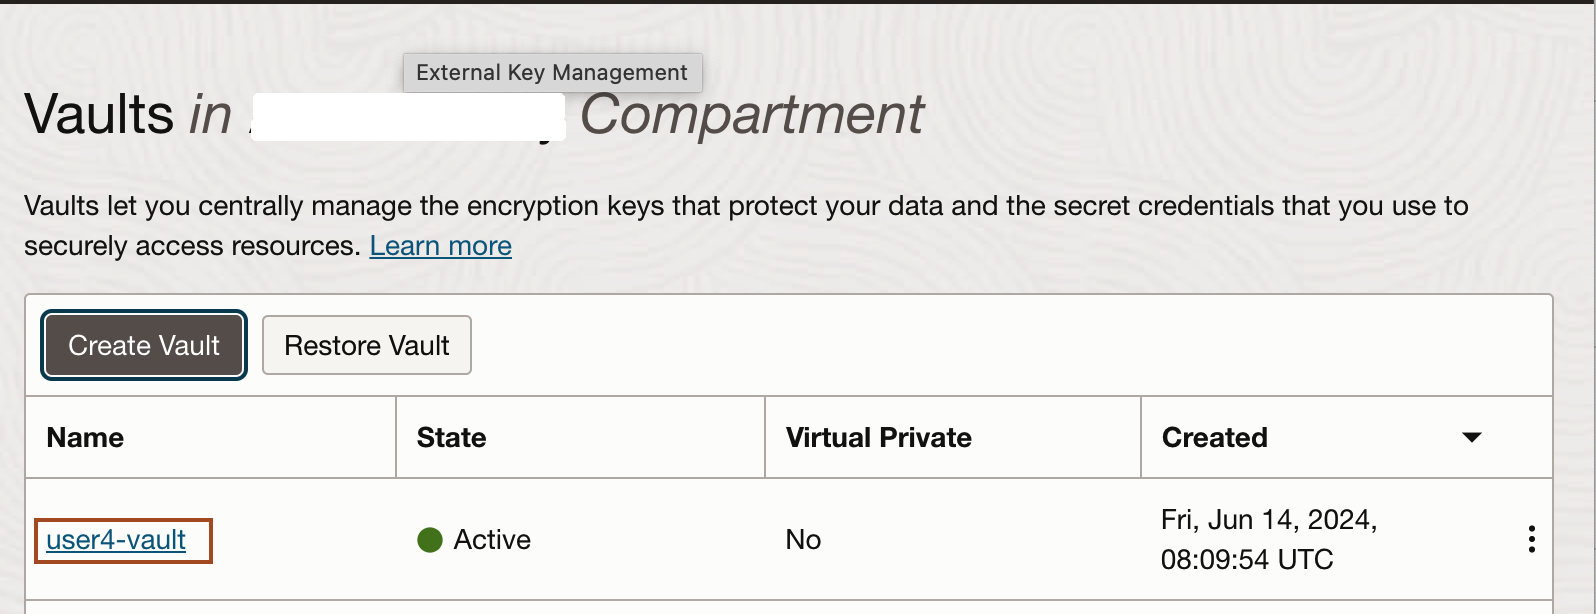 External Key Management
Vaults in Compartment
Vaults let you centrally manage the encryption keys that protect your data and the secret credentials that you use to
securely access resources. Learn more
Create Vault Restore Vault
Name State Virtual Private Created
user4-vault Active No Fri, Jun 14, 2024,
08:09:54 UTC